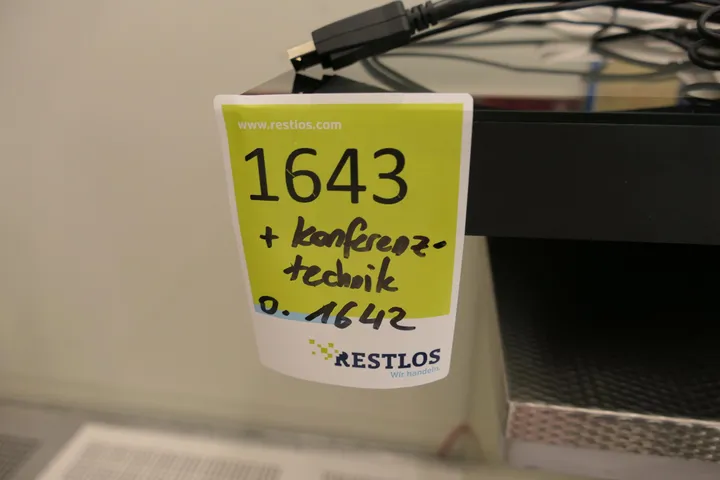 www.restlos.com
1643
+ Konferenz-
technik
o. 1642
RESTLOS
Wir handeln.